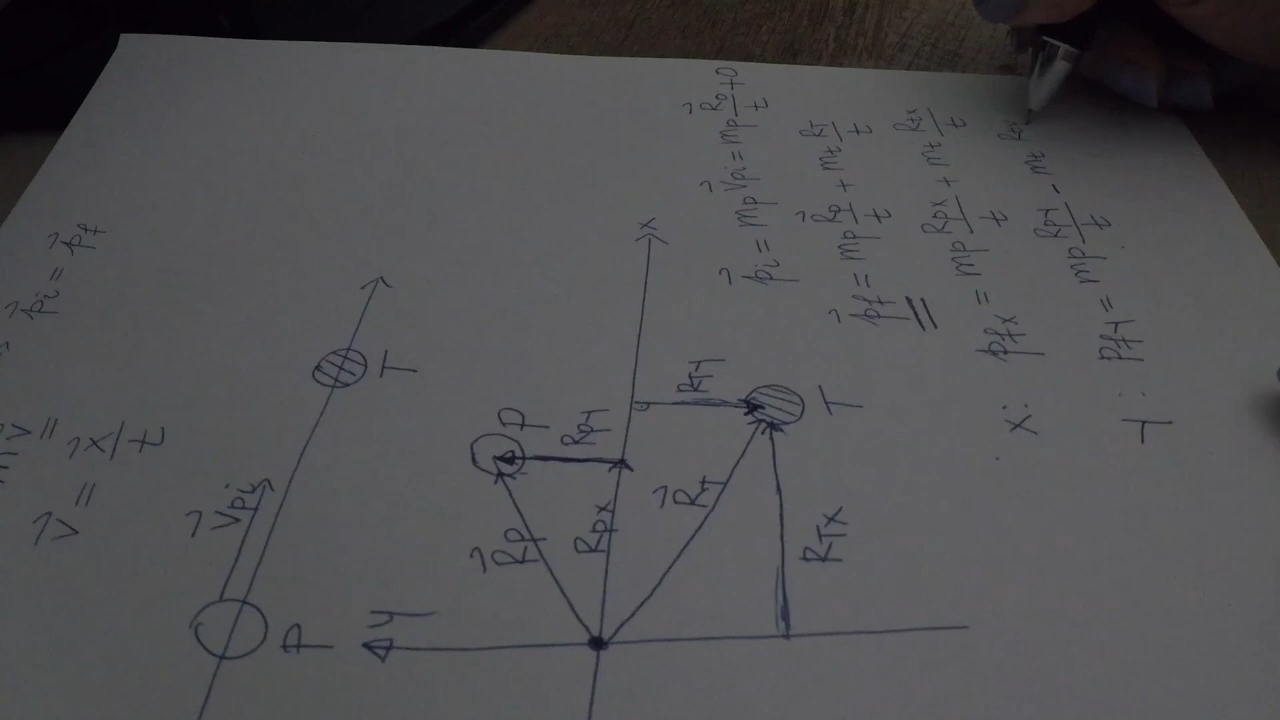 p⃗i = p⃗f
v⃗ = x⃗/t
V⃗pi
P
T
Y
x
R⃗p
P
Rpx
RpY
R⃗T
RTY
T
RTX
p⃗i = mp V⃗pi = mp R⃗0/t + 0
p⃗f = mp R⃗p/t + mt R⃗T/t
x: pfx = mp Rpx/t + mt Rtx/t
Y: pfY = mp RpY/t - mt